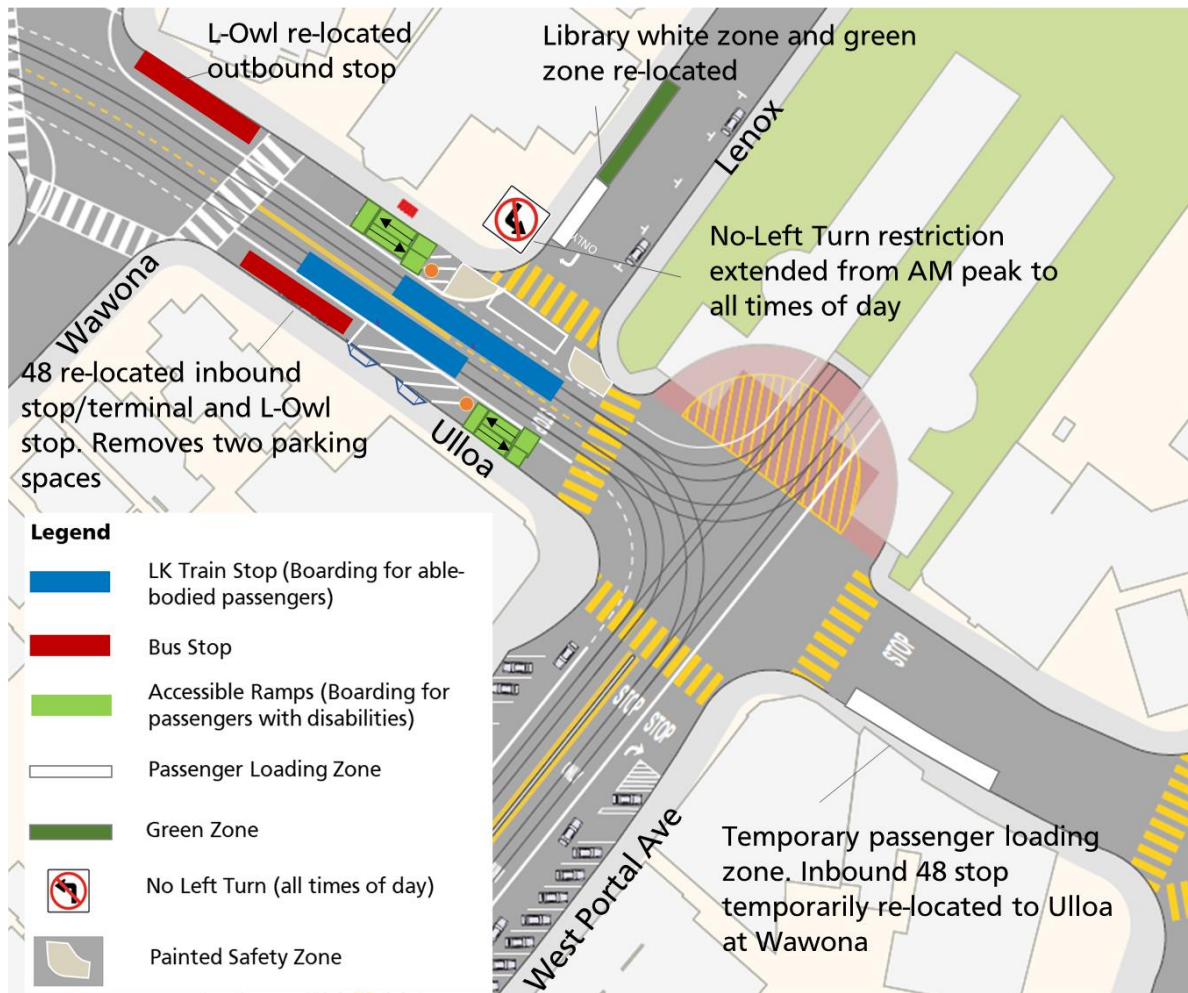 L-Owl re-located
outbound stop
Library white zone and green
zone re-located
Lenox
ONLY
No-Left Turn restriction
extended from AM peak to
all times of day
Wawona
48 re-located inbound
stop/terminal and L-Owl
stop. Removes two parking
spaces
Ulloa
STOP
STOP
STOP
STOP
West Portal Ave
Temporary passenger loading
zone. Inbound 48 stop
temporarily re-located to Ulloa
at Wawona
Legend
LK Train Stop (Boarding for able-
bodied passengers)
Bus Stop
Accessible Ramps (Boarding for
passengers with disabilities)
Passenger Loading Zone
Green Zone
No Left Turn (all times of day)
Painted Safety Zone